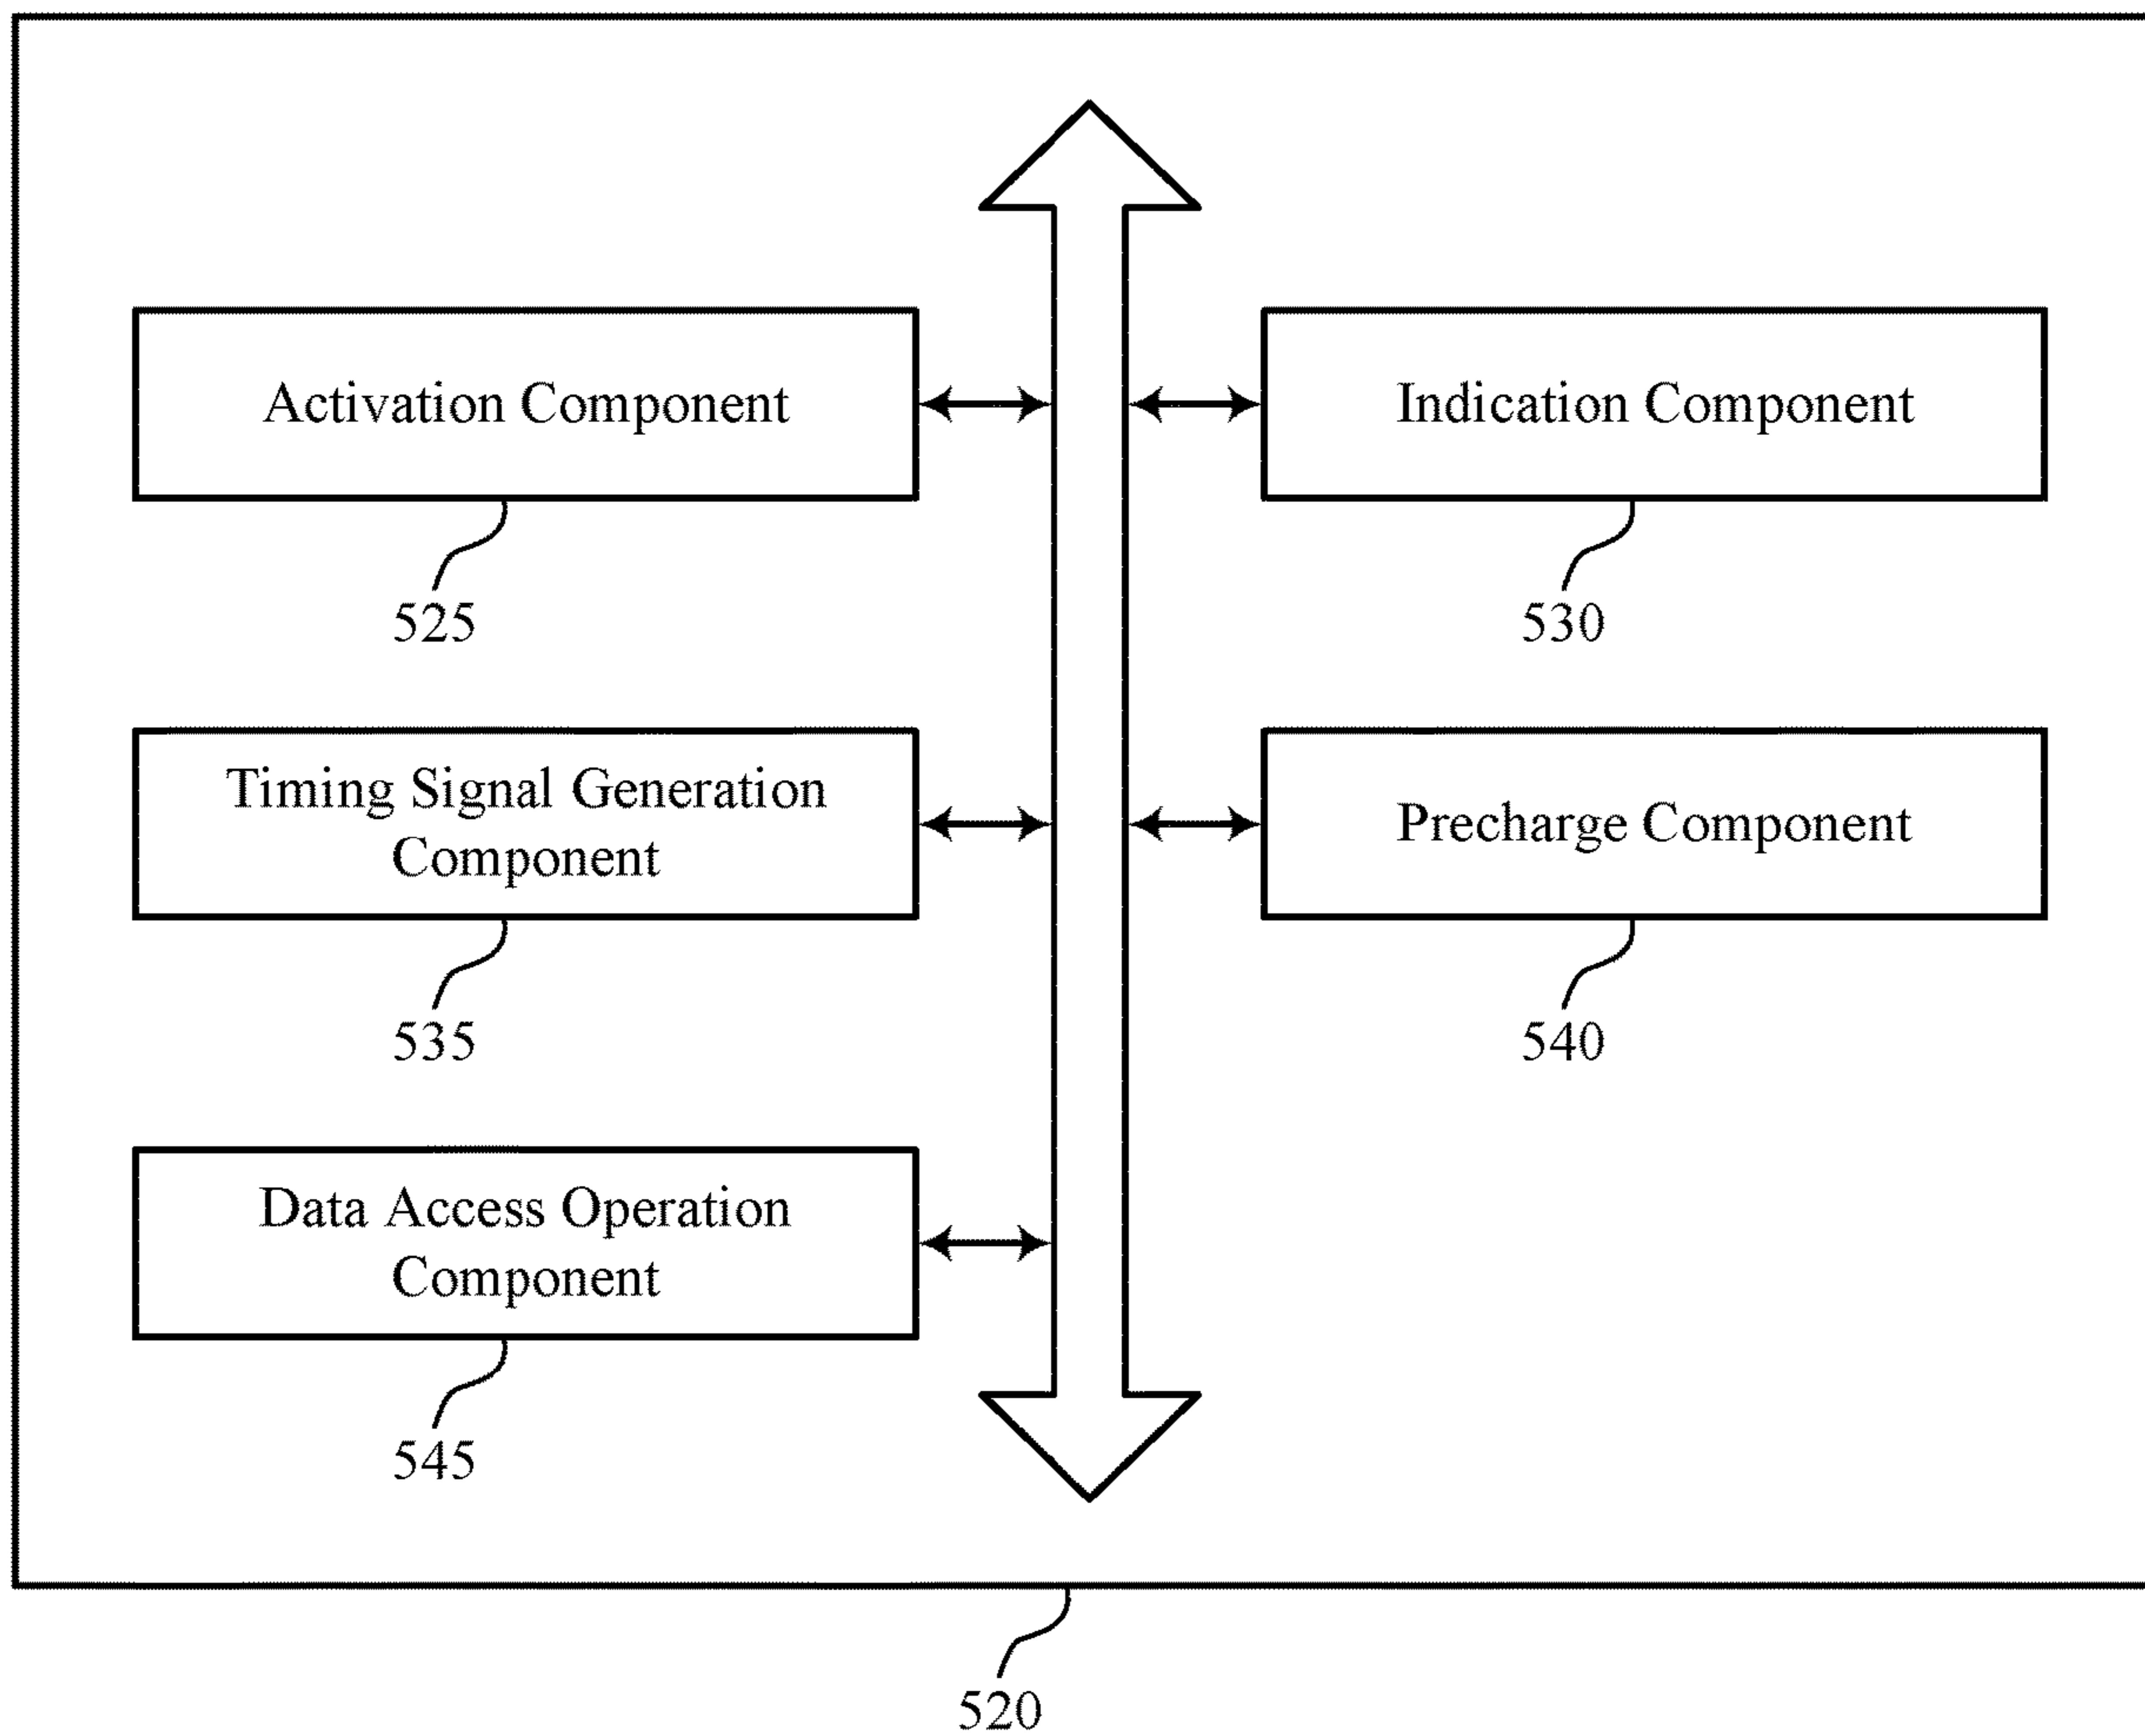 Activation Component
Indication Component
525
530
Timing Signal Generation
Component
Precharge Component
535
540
Data Access Operation
Component
545
520